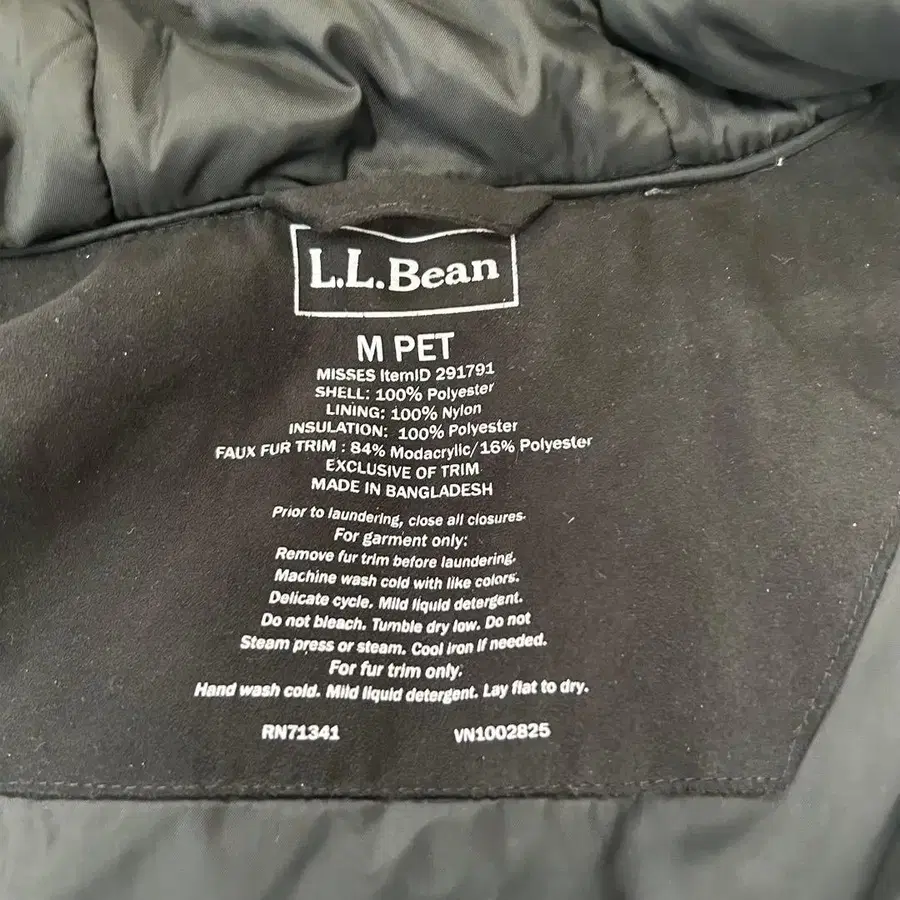 L.L.Bean
M PET
MISSES ItemID 291791
SHELL: 100% Polyester
LINING: 100% Nylon
INSULATION: 100% Polyester
FAUX FUR TRIM : 84% Modacrylic/16% Polyester
EXCLUSIVE OF TRIM
MADE IN BANGLADESH
Prior to laundering, close all closures.
For garment only:
Remove fur trim before laundering.
Machine wash cold with like colors.
Delicate cycle. Mild liquid detergent.
Do not bleach. Tumble dry low. Do not
Steam press or steam. Cool iron if needed.
For fur trim only:
Hand wash cold. Mild liquid detergent. Lay flat to dry.
RN71341 VN1002825